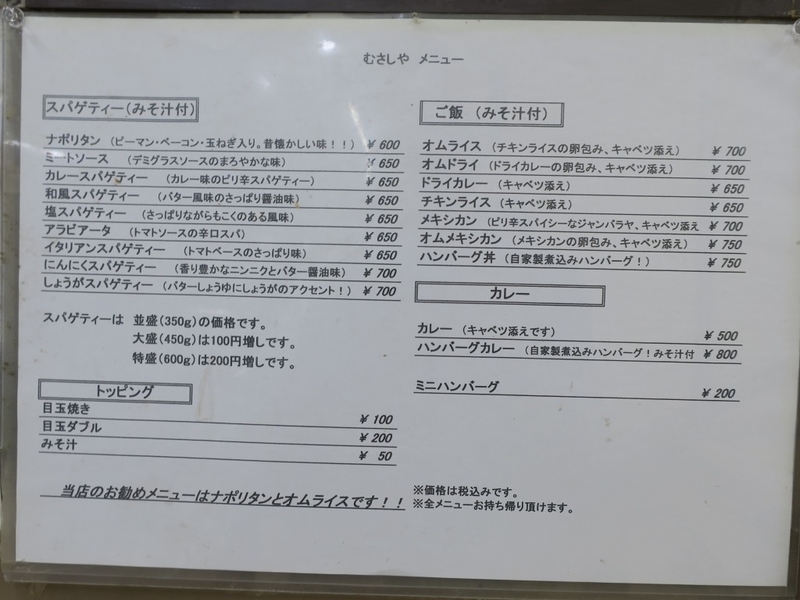 むさしや メニュー
スパゲティー(みそ汁付)
ナポリタン (ピーマン・ベーコン・玉ねぎ入り。昔懐かしい味!!) ¥ 600
ミートソース (デミグラスソースのまろやかな味) ¥ 650
カレースパゲティー (カレー味のピリ辛スパゲティー) ¥ 650
和風スパゲティー (バター風味のさっぱり醤油味) ¥ 650
塩スパゲティー (さっぱりながらもこくのある風味) ¥ 650
アラビアータ (トマトソースの辛口スパ) ¥ 650
イタリアンスパゲティー (トマトベースのさっぱり味) ¥ 650
にんにくスパゲティー (香り豊かなニンニクとバター醤油味) ¥ 700
しょうがスパゲティー (バターしょうゆにしょうがのアクセント!) ¥ 700
スパゲティーは 並盛(350g)の価格です。
大盛(450g)は100円増しです。
特盛(600g)は200円増しです。
トッピング
目玉焼き ¥ 100
目玉ダブル ¥ 200
みそ汁 ¥ 50
当店のお勧めメニューはナポリタンとオムライスです!!
ご飯 (みそ汁付)
オムライス (チキンライスの卵包み、キャベツ添え) ¥ 700
オムドライ (ドライカレーの卵包み、キャベツ添え) ¥ 700
ドライカレー (キャベツ添え) ¥ 650
チキンライス (キャベツ添え) ¥ 650
メキシカン (ピリ辛スパイシーなジャンバラヤ、キャベツ添え ¥ 700
オムメキシカン (メキシカンの卵包み、キャベツ添え) ¥ 750
ハンバーグ丼 (自家製煮込みハンバーグ!) ¥ 750
カレー
カレー (キャベツ添えです) ¥ 500
ハンバーグカレー (自家製煮込みハンバーグ!みそ汁付 ¥ 800
ミニハンバーグ ¥ 200
※価格は税込みです。
※全メニューお持ち帰り頂けます。